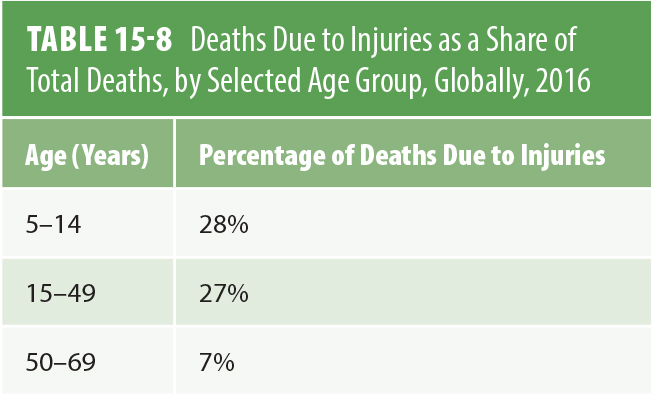 TABLE 15-8 Deaths Due to Injuries as a Share of
Total Deaths, by Selected Age Group, Globally, 2016
Age (Years) Percentage of Deaths Due to Injuries
5–14 28%
15–49 27%
50–69 7%